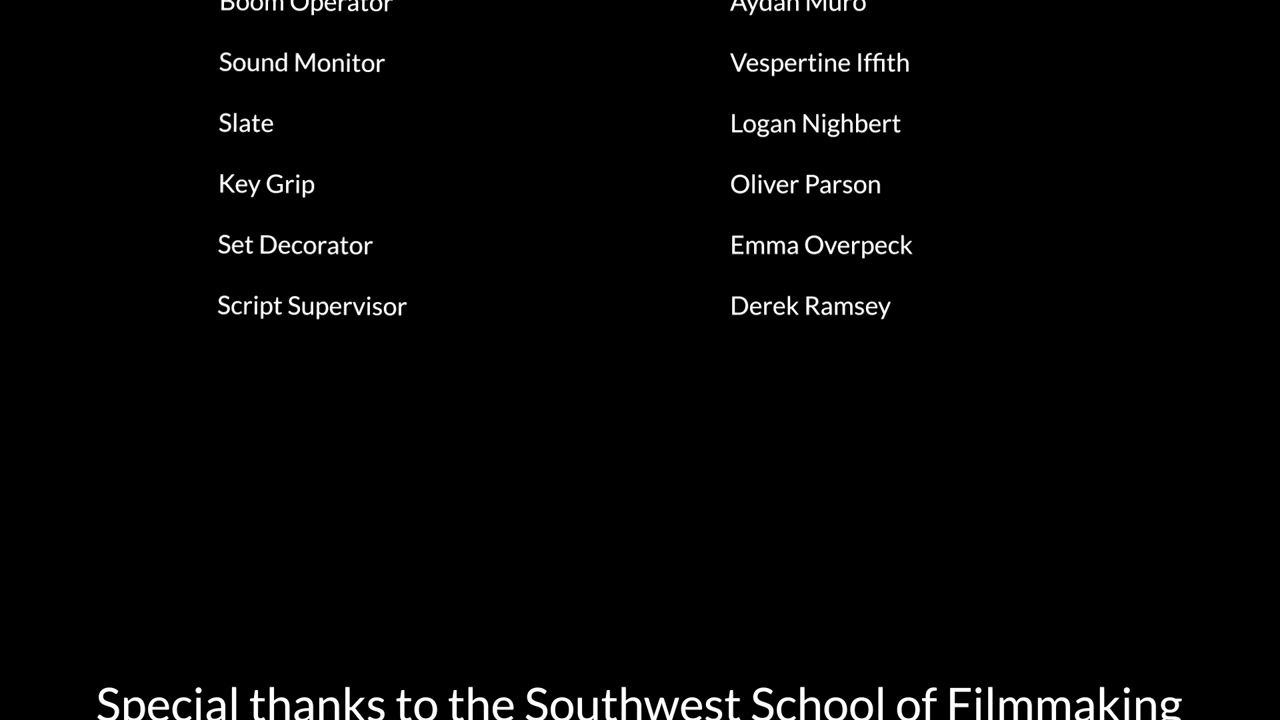 Boom Operator Aydan Muro
Sound Monitor Vespertine Iffith
Slate Logan Nighbert
Key Grip Oliver Parson
Set Decorator Emma Overpeck
Script Supervisor Derek Ramsey
Special thanks to the Southwest School of Filmmaking